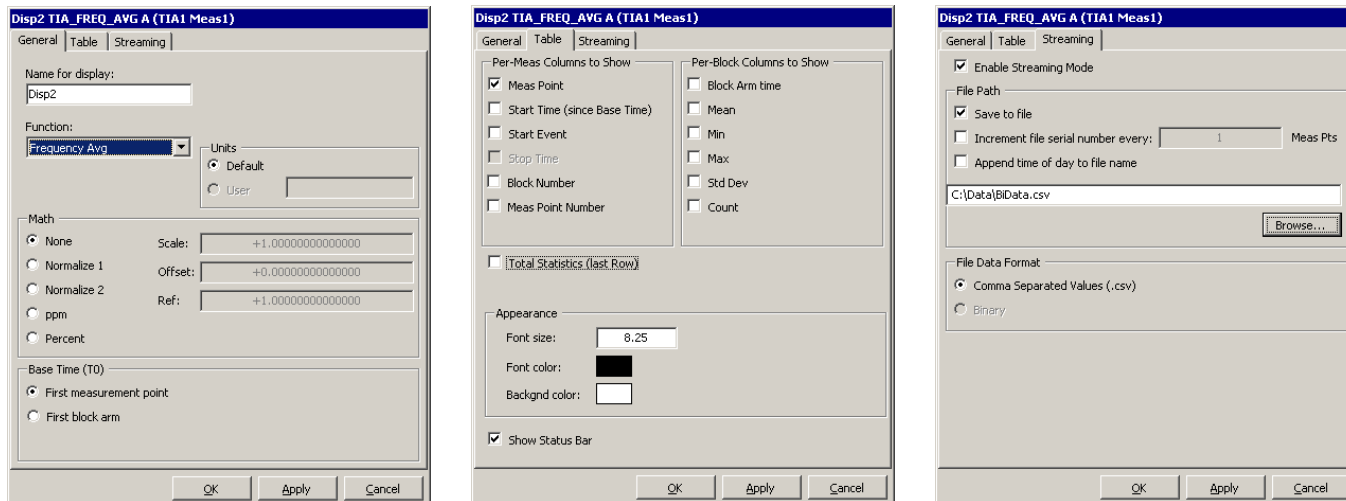 Disp2 TIA_FREQ_AVG A (TIA1 Meas1)
General Table Streaming
Name for display:
Disp2
Function:
Frequency Avg
Units
Default
User
Math
None Scale: +1.00000000000000
Normalize 1 Offset: +0.00000000000000
Normalize 2 Ref: +1.00000000000000
ppm
Percent
Base Time (T0)
First measurement point
First block arm
OK Apply Cancel
Disp2 TIA_FREQ_AVG A (TIA1 Meas1)
General Table Streaming
Per-Meas Columns to Show Per-Block Columns to Show
Meas Point Block Arm time
Start Time (since Base Time) Mean
Start Event Min
Stop Time Max
Block Number Std Dev
Meas Point Number Count
Total Statistics (last Row)
Appearance
Font size: 8.25
Font color:
Backgnd color:
Show Status Bar
OK Apply Cancel
Disp2 TIA_FREQ_AVG A (TIA1 Meas1)
General Table Streaming
Enable Streaming Mode
File Path
Save to file
Increment file serial number every: 1 Meas Pts
Append time of day to file name
C:\Data\BiData.csv
Browse...
File Data Format
Comma Separated Values (.csv)
Binary
OK Apply Cancel